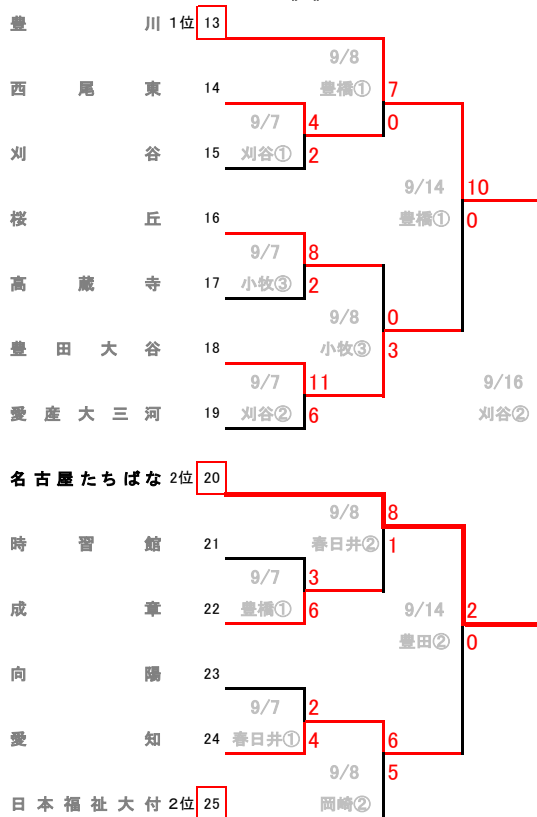 豊川 1位 13
9/8
7
西尾東 14
豊橋①
9/7
4
0
刈谷 15
刈谷①
2
9/14
10
桜丘 16
豊橋①
0
9/7
8
高蔵寺 17
小牧③
2
9/8
0
豊田大谷 18
小牧③
3
9/7
11
9/16
愛産大三河 19
刈谷②
6
刈谷②
名古屋たちばな 2位 20
9/8
8
時習館 21
春日井②
1
9/7
3
成章 22
豊橋①
6
9/14
2
豊田②
0
向陽 23
9/7
2
愛知 24
春日井①
4
6
9/8
5
日本福祉大付 2位 25
岡崎②